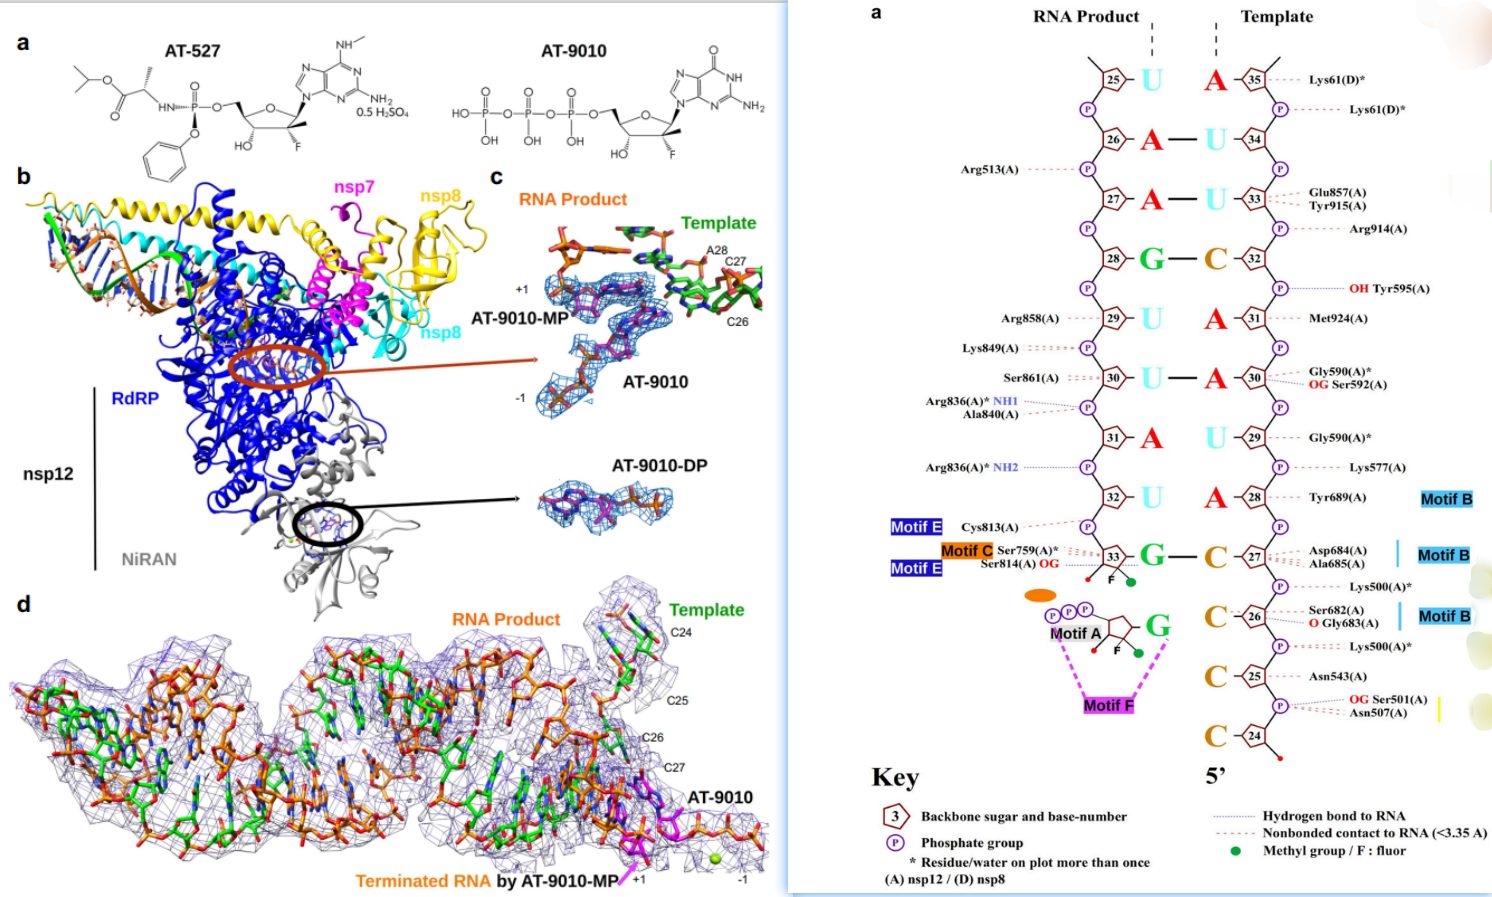 a
AT-527
AT-9010
NH
N
N
N
N
NH₂
0.5 H₂SO₄
O
O
HN
P
O
O
O
HO
F
HO
P
O
P
O
P
O
O
O
O
OH
OH
OH
O
HO
F
O
N
NH
N
N
NH₂
b
nsp7
nsp8
nsp8
RdRP
nsp12
NiRAN
c
RNA Product
Template
A28
C27
C26
+1
AT-9010-MP
AT-9010
-1
AT-9010-DP
d
RNA Product
Template
C24
C25
C26
C27
AT-9010
Terminated RNA by AT-9010-MP
+1
-1
a
RNA Product
Template
25 U A 35 Lys61(D)*
P P Lys61(D)*
26 A U 34
Arg513(A) P P
27 A U 33 Glu857(A)
Tyr915(A)
P P Arg914(A)
28 G C 32
P P OH Tyr595(A)
Arg858(A) 29 U A 31 Met924(A)
Lys849(A) P P
Ser861(A) 30 U A 30 Gly590(A)*
OG Ser592(A)
Arg836(A)* NH1 P P
Ala840(A)
31 A U 29 Gly590(A)*
Arg836(A)* NH2 P P Lys577(A)
32 U A 28 Tyr689(A) Motif B
Motif E Cys813(A) P P
Motif C Ser759(A)* 33 G C 27 Asp684(A) Motif B
Motif E Ser814(A) OG Ala685(A)
F
P Lys500(A)*
P P P G C 26 Ser682(A) Motif B
O Gly683(A)
Motif A F
P Lys500(A)*
C 25 Asn543(A)
Motif F
P OG Ser501(A)
Asn507(A)
C 24
Key
5’
3 Backbone sugar and base-number
P Phosphate group
* Residue/water on plot more than once
(A) nsp12 / (D) nsp8
Hydrogen bond to RNA
Nonbonded contact to RNA (<3.35 A)
Methyl group / F : fluor